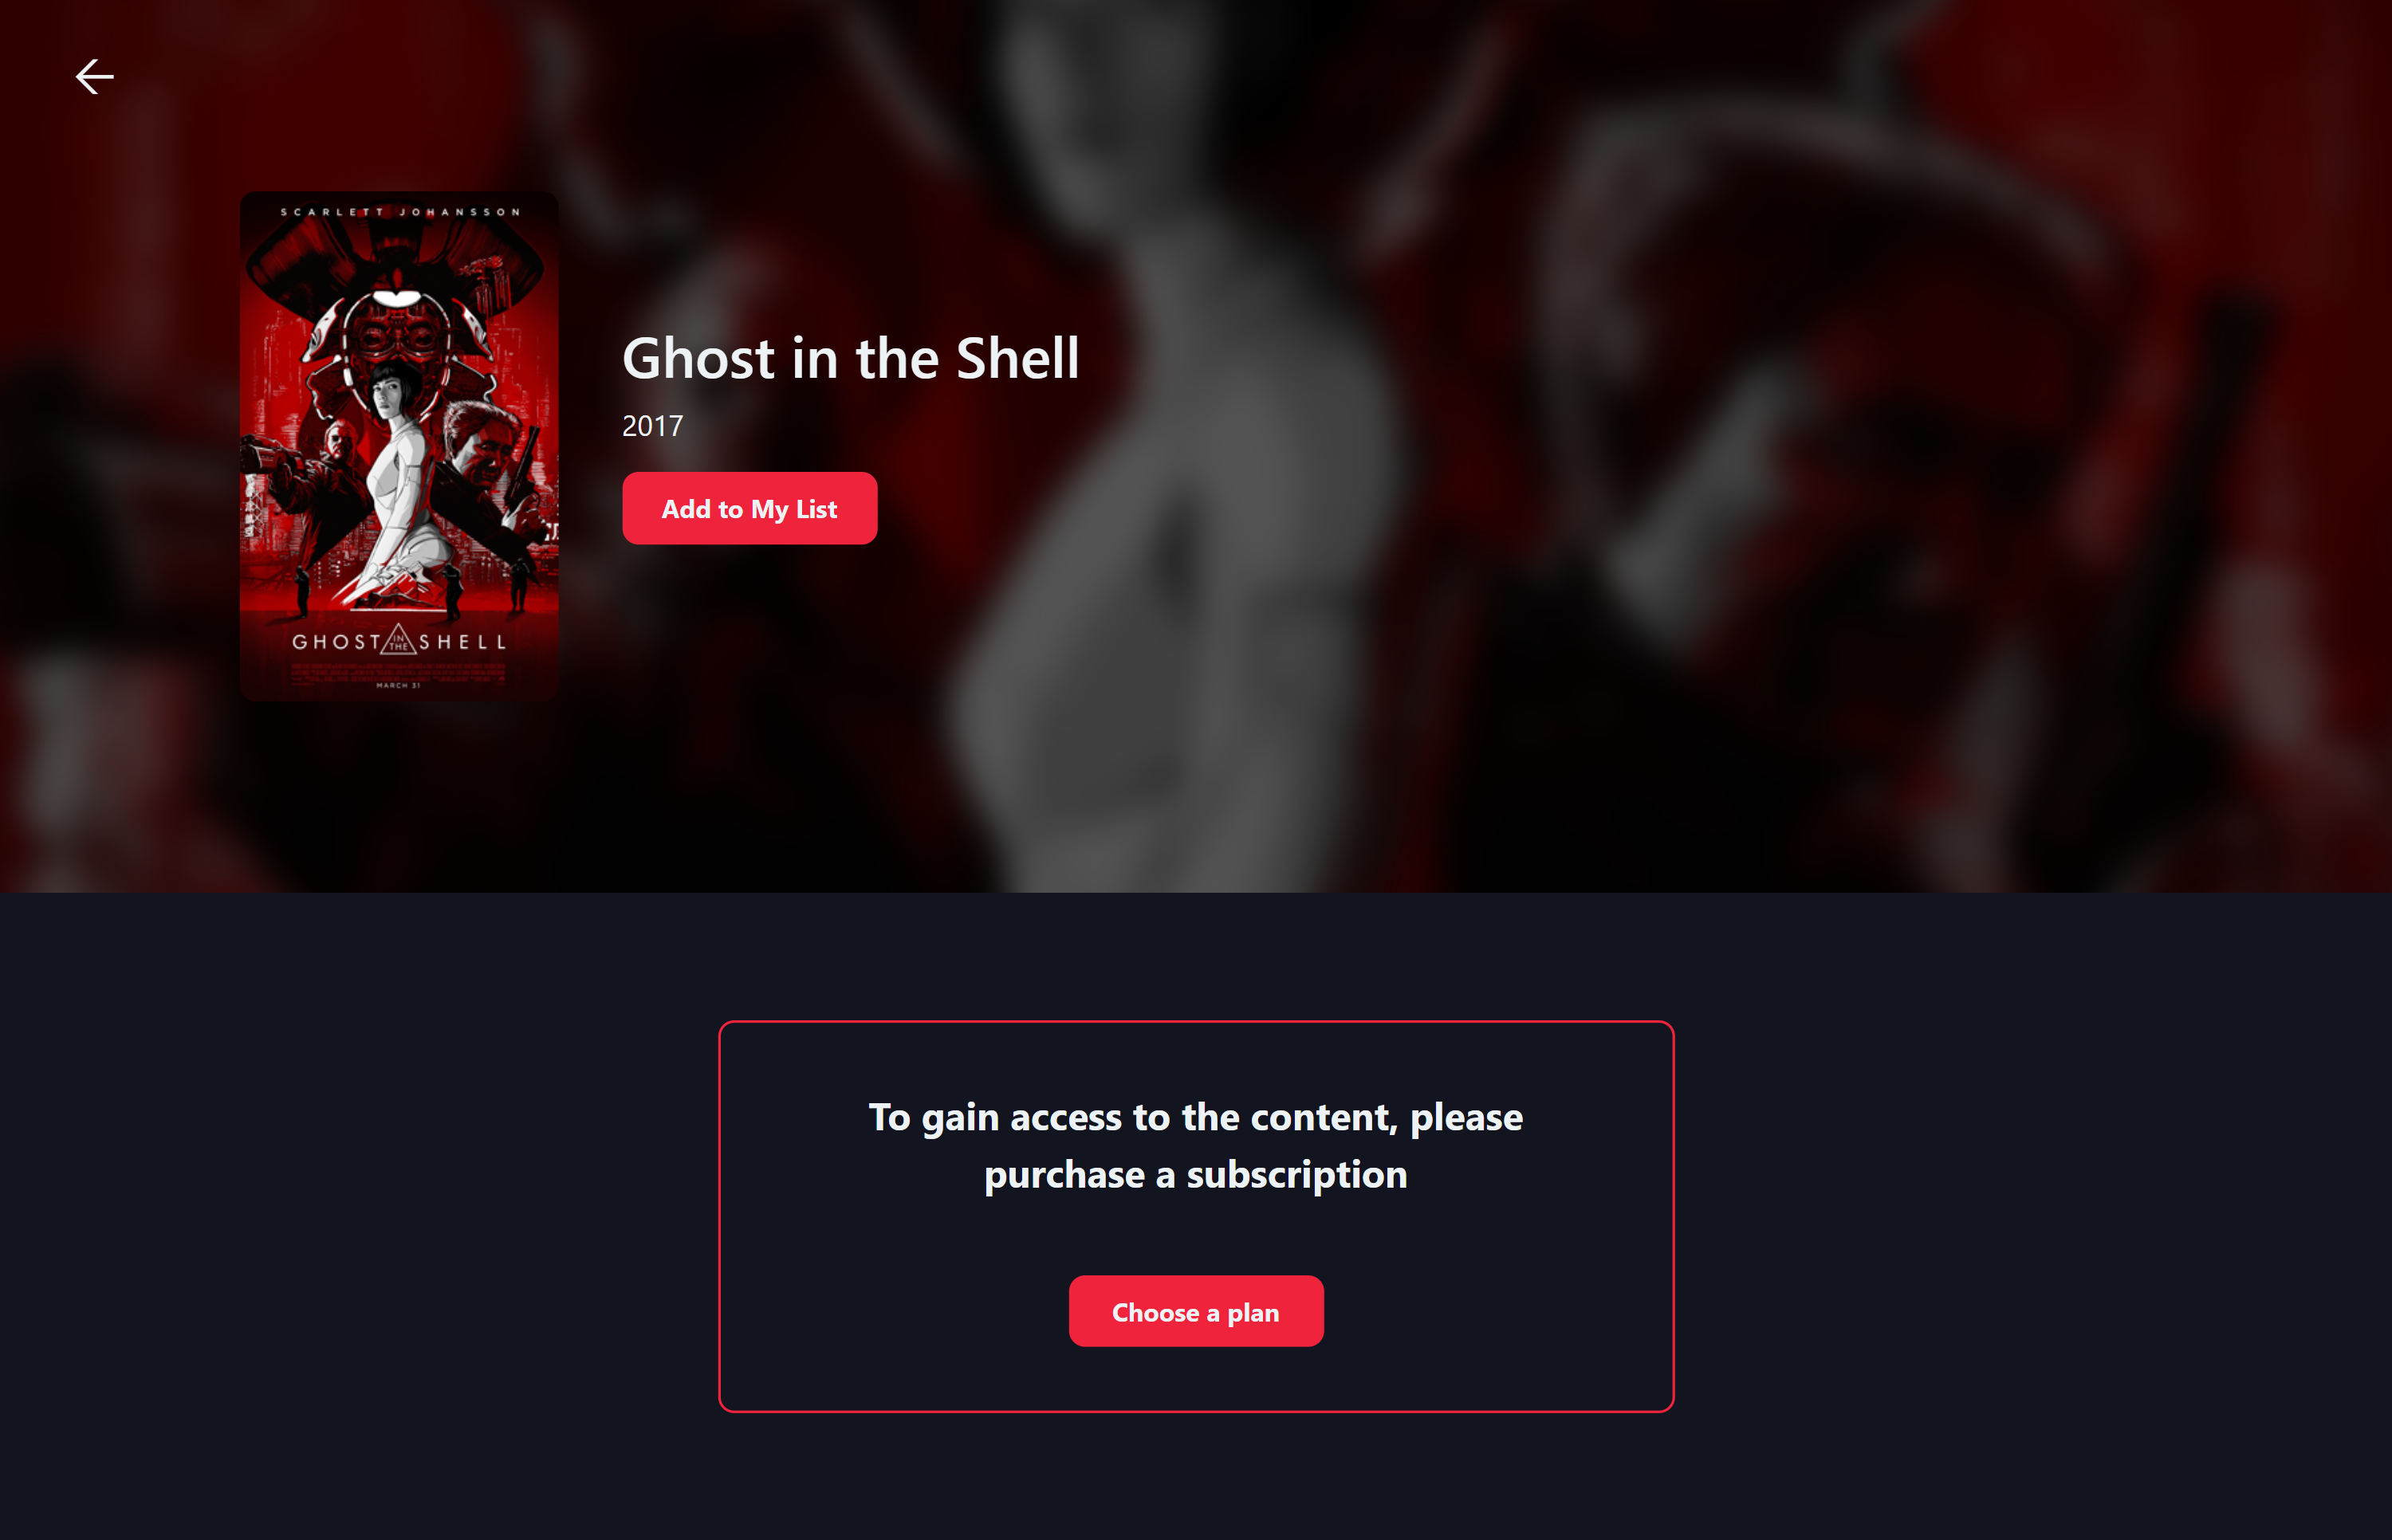 SCARLETT JOHANSSON
GHOST IN THE SHELL
MARCH 31
Ghost in the Shell
2017
Add to My List
To gain access to the content, please
purchase a subscription
Choose a plan